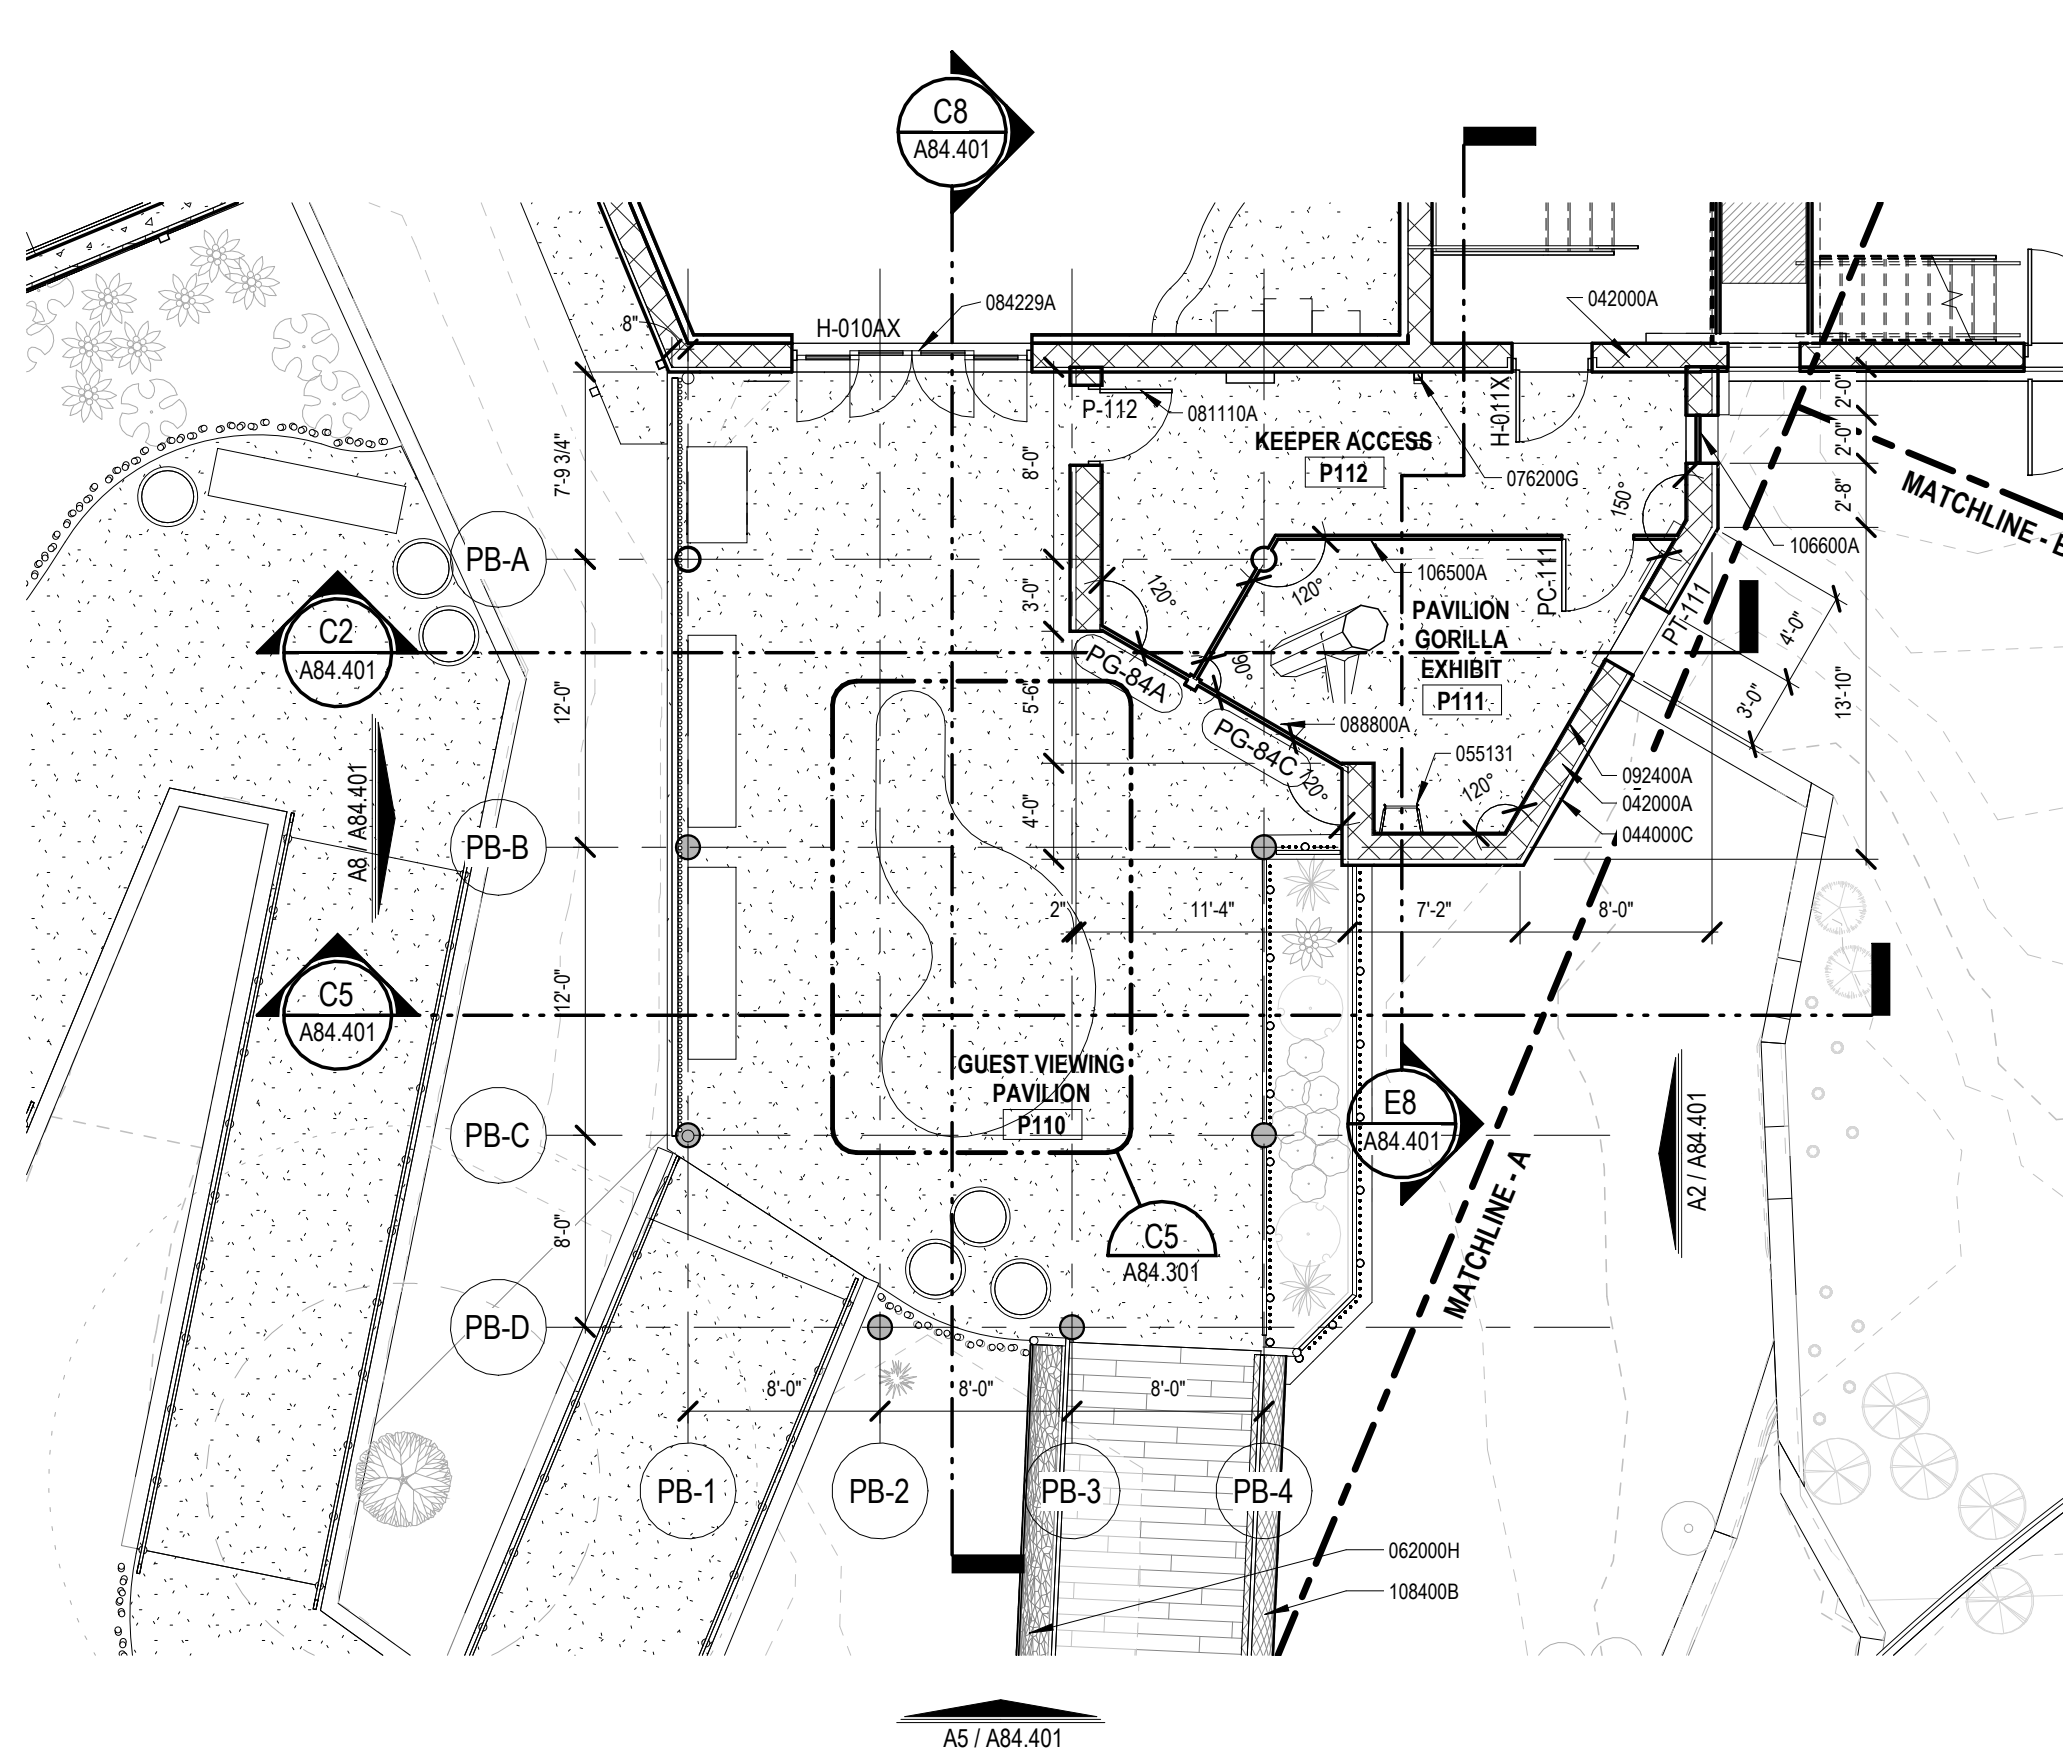 C8
A84.401
084229A
H-010AX
8"
042000A
P-112
081110A
H-011X
KEEPER ACCESS
P112
076200G
2'-0"
2'-0"
2'-8"
MATCHLINE - E
150°
106600A
7'-9 3/4"
8'-0"
PB-A
3'-0"
120°
120°
106500A
PC-111
PAVILION
GORILLA
EXHIBIT
P111
PT-111
4'-0"
3'-0"
13'-10"
C2
A84.401
12'-0"
PG-84A
90°
5'-6"
PG-84C
088800A
055131
120°
120°
092400A
042000A
044000C
A8 / A84.401
4'-0"
PB-B
2"
11'-4"
7'-2"
8'-0"
C5
A84.401
12'-0"
GUEST VIEWING
PAVILION
P110
E8
A84.401
PB-C
MATCHLINE - A
A2 / A84.401
8'-0"
C5
A84.301
PB-D
8'-0"
8'-0"
8'-0"
PB-1
PB-2
PB-3
PB-4
062000H
108400B
A5 / A84.401